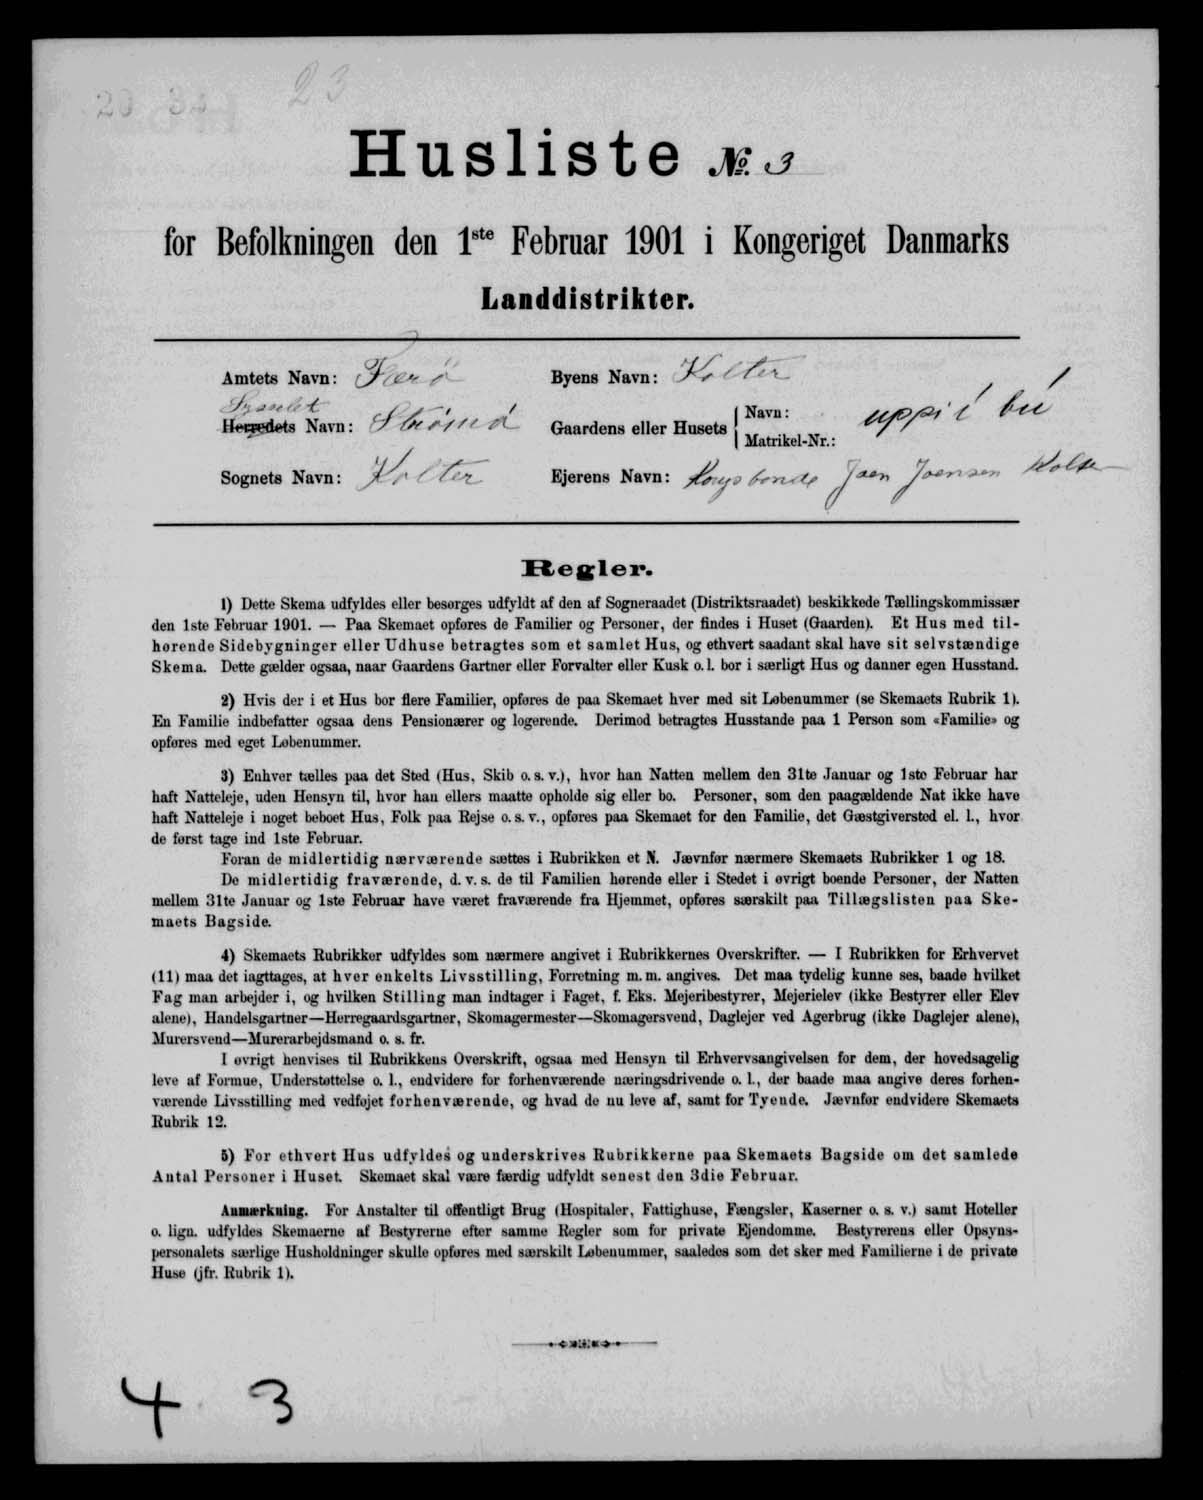 23
Husliste No. 3
for Befolkningen den 1ste Februar 1901 i Kongeriget Danmarks
Landdistrikter.
Amtets Navn: Færø
Sysselet
Herredets Navn: Strømø
Sognets Navn: Kolter
Byens Navn: Kolter
Gaardens eller Husets
Navn: uppi í bú
Matrikel-Nr.:
Ejerens Navn: Kongsbonde Joen Joensen Kolter
Regler.
1) Dette Skema udfyldes eller besørges udfyldt af den af Sogneraadet (Distriktsraadet) beskikkede Tællingskommissær
den 1ste Februar 1901. — Paa Skemaet opføres de Familier og Personer, der findes i Huset (Gaarden). Et Hus med til-
hørende Sidebygninger eller Udhuse betragtes som et samlet Hus, og ethvert saadant skal have sit selvstændige
Skema. Dette gælder ogsaa, naar Gaardens Gartner eller Forvalter eller Kusk o. l. bor i særligt Hus og danner egen Husstand.
2) Hvis der i et Hus bor flere Familier, opføres de paa Skemaet hver med sit Løbenummer (se Skemaets Rubrik 1).
En Familie indbefatter ogsaa dens Pensionærer og logerende. Derimod betragtes Husstande paa 1 Person som «Familie» og
opføres med eget Løbenummer.
3) Enhver tælles paa det Sted (Hus, Skib o. s. v.), hvor han Natten mellem den 31te Januar og 1ste Februar har
haft Natteleje, uden Hensyn til, hvor han ellers maatte opholde sig eller bo. Personer, som den paagældende Nat ikke have
haft Natteleje i noget beboet Hus, Folk paa Rejse o. s. v., opføres paa Skemaet for den Familie, det Gæstgiversted el. l., hvor
de først tage ind 1ste Februar.
Foran de midlertidig nærværende sættes i Rubrikken et N. Jævnfør nærmere Skemaets Rubrikker 1 og 18.
De midlertidig fraværende, d. v. s. de til Familien hørende eller i Stedet i øvrigt boende Personer, der Natten
mellem 31te Januar og 1ste Februar have været fraværende fra Hjemmet, opføres særskilt paa Tillægslisten paa Ske-
maets Bagside.
4) Skemaets Rubrikker udfyldes som nærmere angivet i Rubrikkernes Overskrifter. — I Rubrikken for Erhvervet
(11) maa det iagttages, at hver enkelts Livsstilling, Forretning m. m. angives. Det maa tydelig kunne ses, baade hvilket
Fag man arbejder i, og hvilken Stilling man indtager i Faget, f. Eks. Mejeribestyrer, Mejerielev (ikke Bestyrer eller Elev
alene), Handelsgartner—Herregaardsgartner, Skomagermester—Skomagersvend, Daglejer ved Agerbrug (ikke Daglejer alene),
Murersvend—Murerarbejdsmand o. s. fr.
I øvrigt henvises til Rubrikkens Overskrift, ogsaa med Hensyn til Erhvervsangivelsen for dem, der hovedsagelig
leve af Formue, Understøttelse o. l., endvidere for forhenværende næringsdrivende o. l., der baade maa angive deres forhen-
værende Livsstilling med vedføjet forhenværende, og hvad de nu leve af, samt for Tyende. Jævnfør endvidere Skemaets
Rubrik 12.
5) For ethvert Hus udfyldes og underskrives Rubrikkerne paa Skemaets Bagside om det samlede
Antal Personer i Huset. Skemaet skal være færdig udfyldt senest den 3die Februar.
Anmærkning. For Anstalter til offentligt Brug (Hospitaler, Fattighuse, Fængsler, Kaserner o. s. v.) samt Hoteller
o. lign. udfyldes Skemaerne af Bestyrerne efter samme Regler som for private Ejendomme. Bestyrerens eller Opsyns-
personalets særlige Husholdninger skulle opføres med særskilt Løbenummer, saaledes som det sker med Familierne i de private
Huse (jfr. Rubrik 1).
4 3